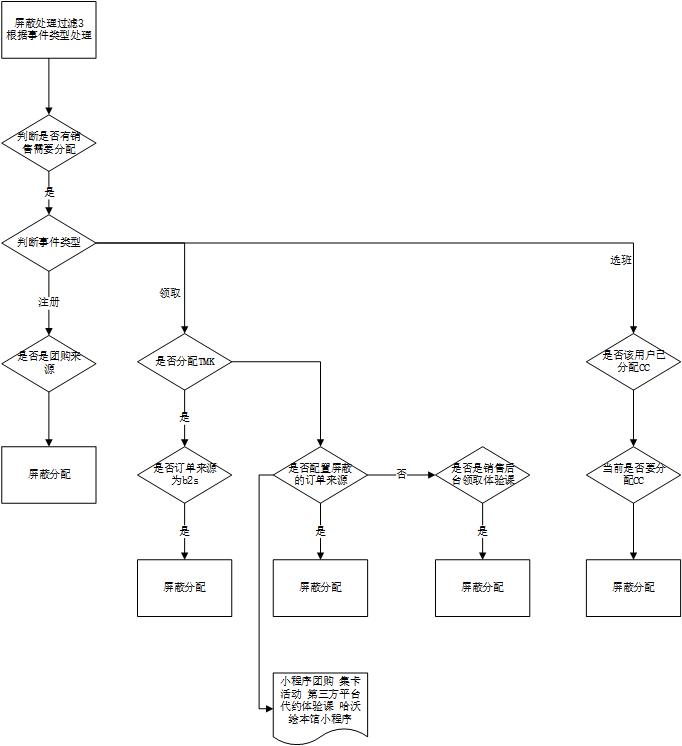 屏蔽处理过滤3
根据事件类型处理
判断是否有销
售需要分配
是
判断事件类型
选班
领取
注册
是否是团购来
源
是否分配TMK
是否该用户已
分配CC
是
屏蔽分配
是否订单来源
为b2s
是否配置屏蔽
的订单来源
否
是否是销售后
台领取体验课
当前是否要分
配CC
是
是
是
屏蔽分配
屏蔽分配
屏蔽分配
屏蔽分配
小程序团购 集卡
活动 第三方平台
代约体验课 哈沃
绘本馆小程序